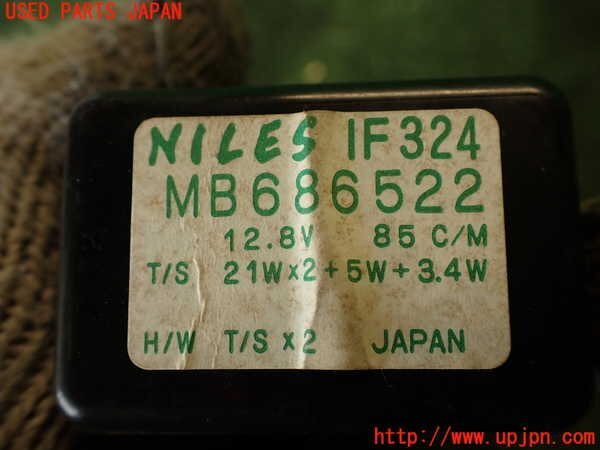 USED PARTS JAPAN
NILES IF324
MB686522
12.8V 85 C/M
T/S 21W×2+5W+3.4W
H/W T/S ×2 JAPAN
http://www.upjpn.com/